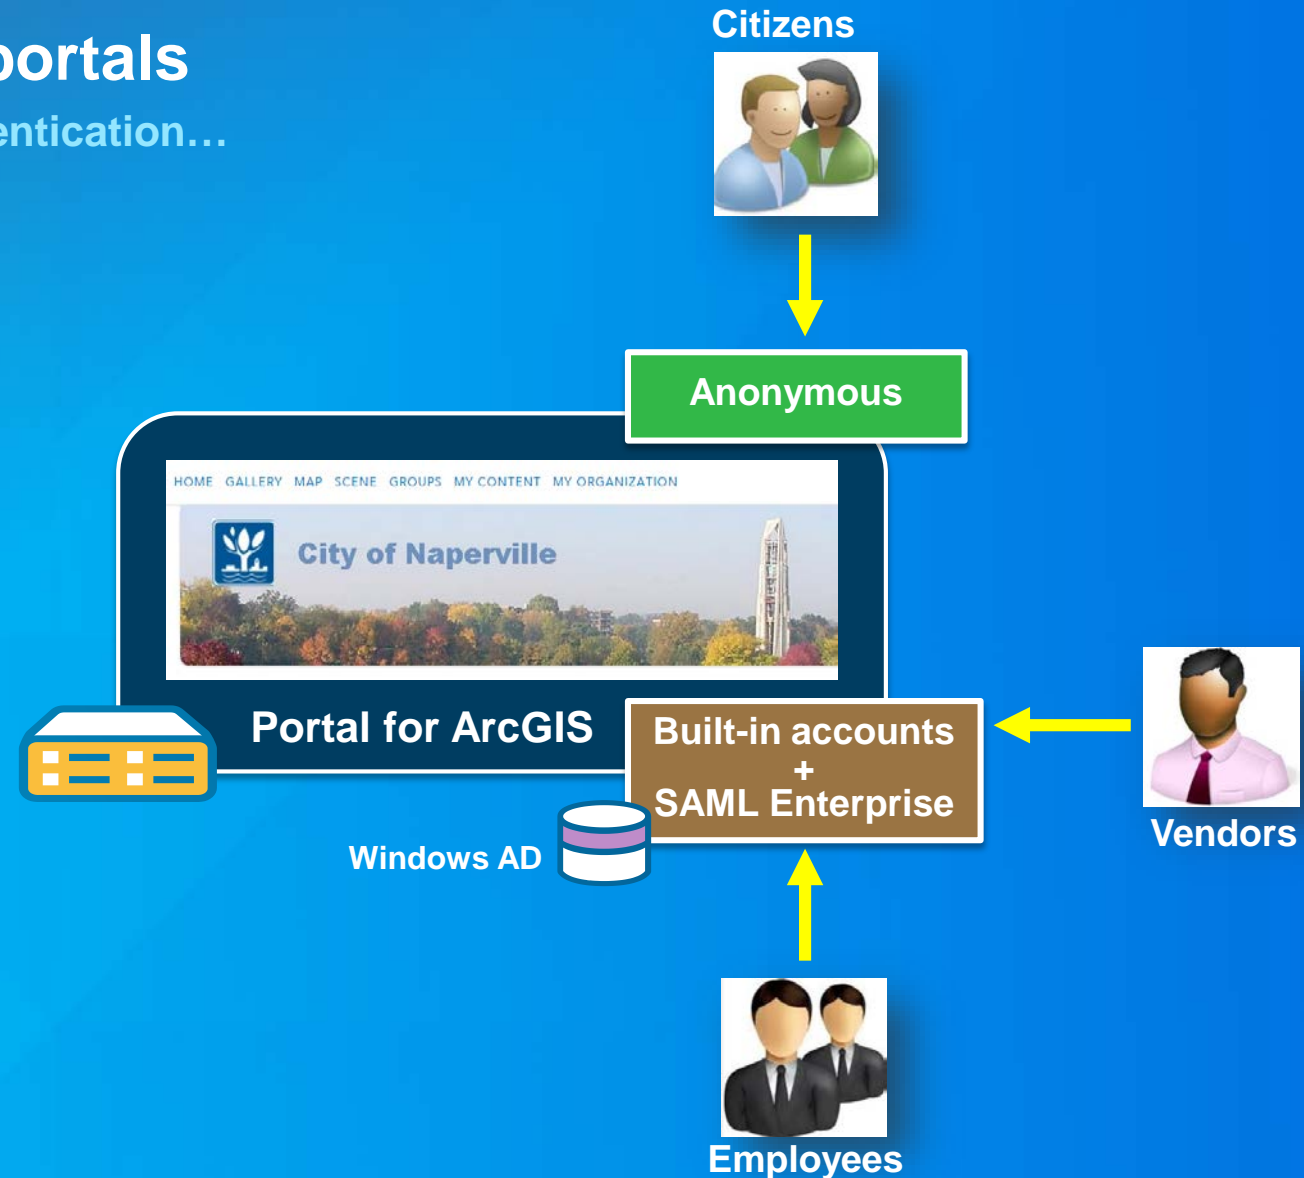 portals
entication…
Citizens
Anonymous
HOME GALLERY MAP SCENE GROUPS MY CONTENT MY ORGANIZATION
City of Naperville
Portal for ArcGIS
Built-in accounts
+
SAML Enterprise
Windows AD
Vendors
Employees